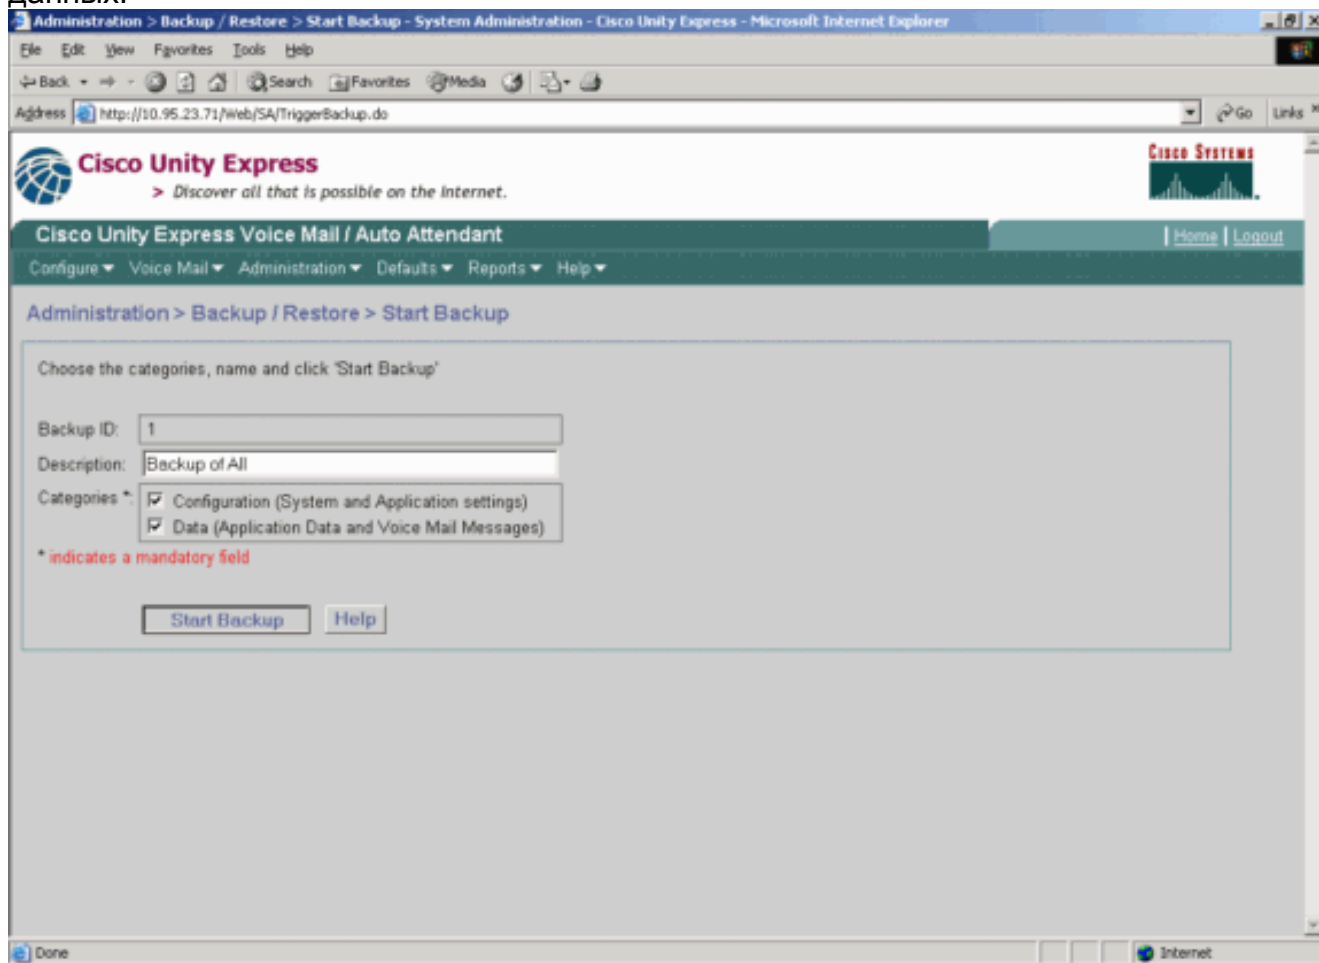 данных.
Administration > Backup / Restore > Start Backup - System Administration - Cisco Unity Express - Microsoft Internet Explorer
File Edit View Favorites Tools Help
Back Search Favorites Media
Address http://10.95.23.71/Web/SA/TriggerBackup.do Go Links »
Cisco Unity Express
> Discover all that is possible on the Internet.
CISCO SYSTEMS
Cisco Unity Express Voice Mail / Auto Attendant
| Home | Logout
Configure Voice Mail Administration Defaults Reports Help
Administration > Backup / Restore > Start Backup
Choose the categories, name and click 'Start Backup'
Backup ID: 1
Description: Backup of All
Categories *: Configuration (System and Application settings)
Data (Application Data and Voice Mail Messages)
* indicates a mandatory field
Start Backup Help
Done Internet